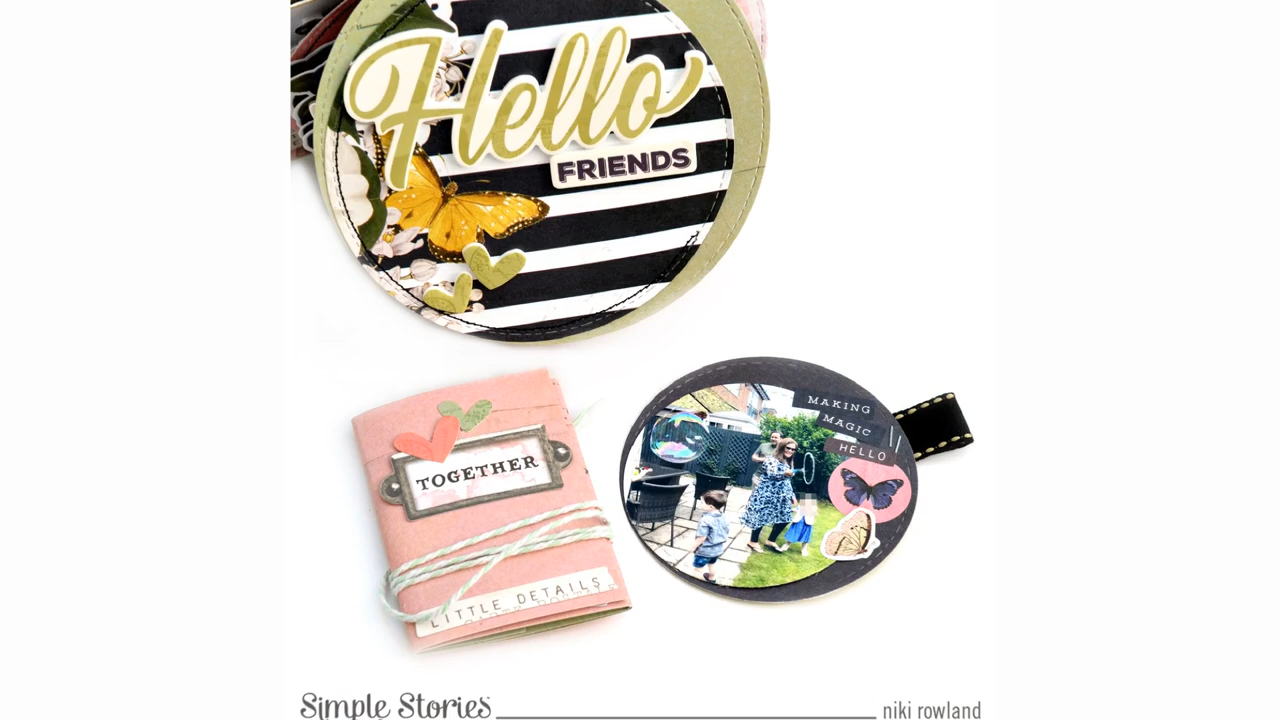 Hello
FRIENDS
MAKING
MAGIC
HELLO
TOGETHER
LITTLE DETAILS
Simple Stories
niki rowland